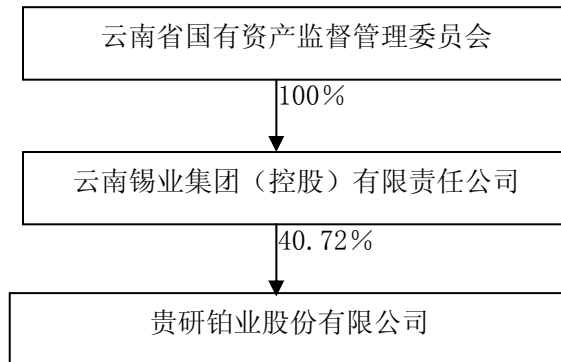 云南省国有资产监督管理委员会
100%
云南锡业集团（控股）有限责任公司
40.72%
贵研铂业股份有限公司